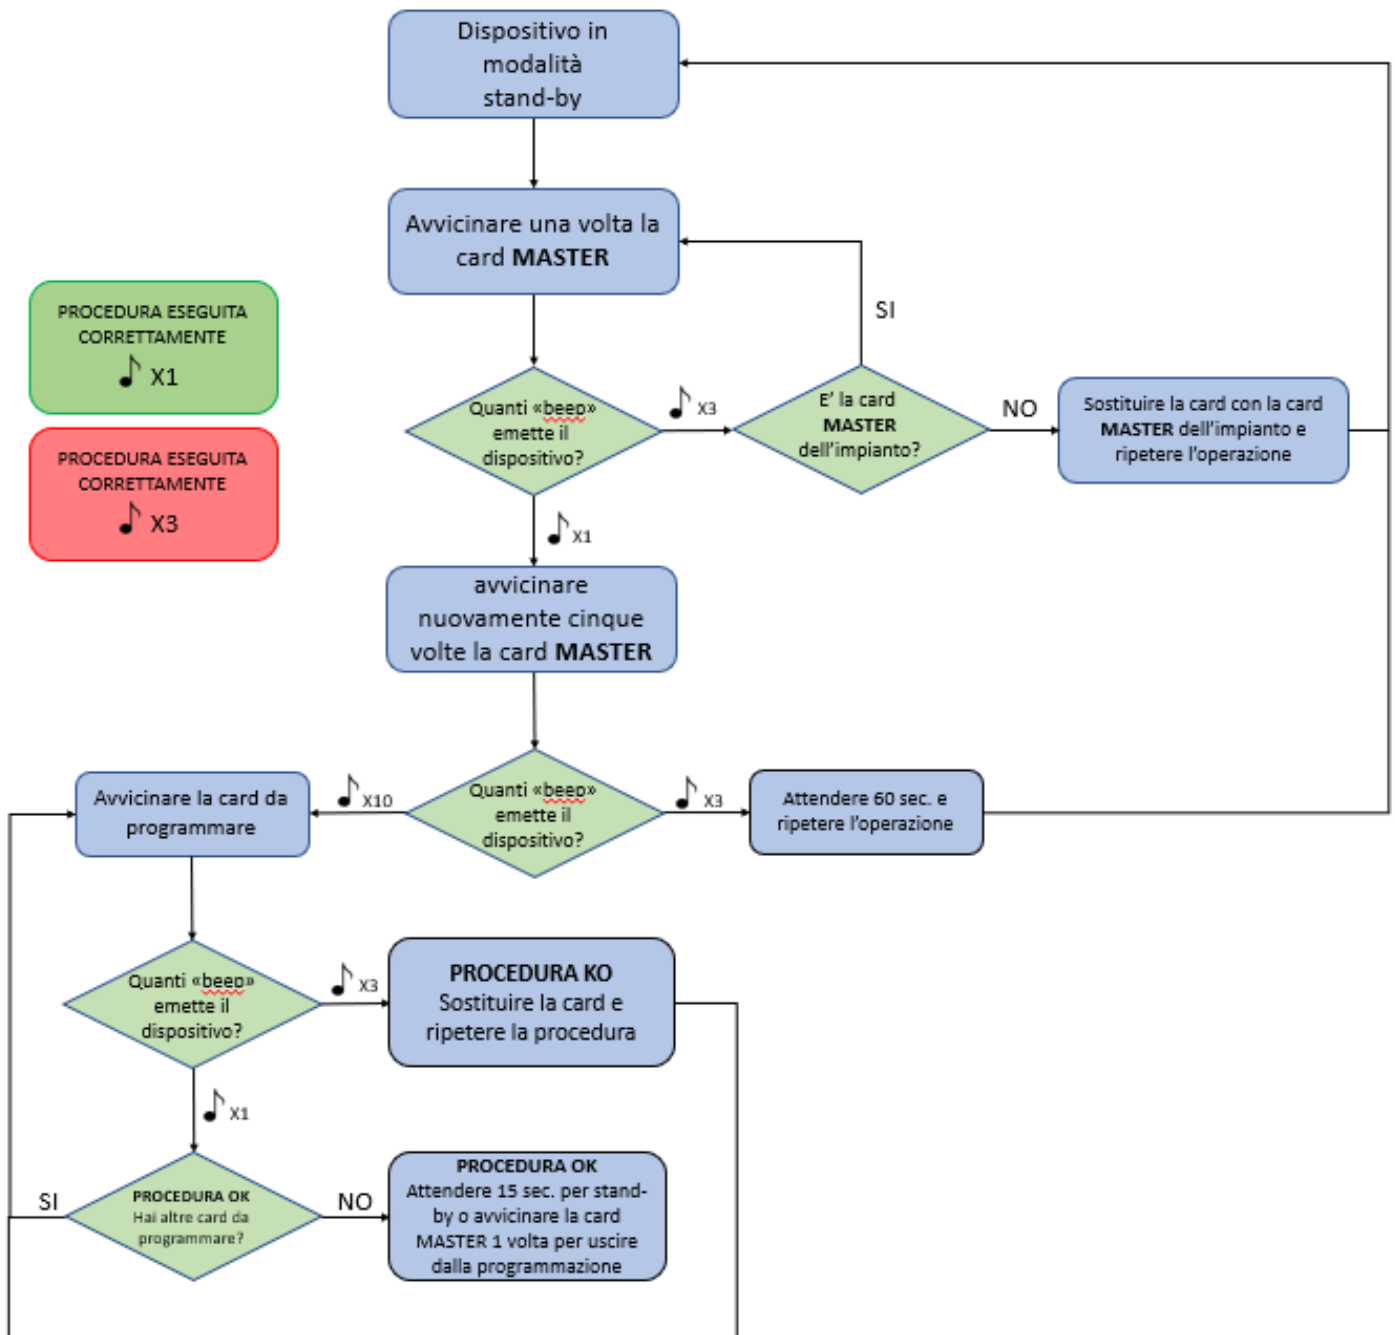 Dispositivo in
modalità
stand-by
Avvicinare una volta la
card MASTER
SI
PROCEDURA ESEGUITA
CORRETTAMENTE
X1
PROCEDURA ESEGUITA
CORRETTAMENTE
X3
Quanti «beep»
emette il
dispositivo?
X3
E' la card
MASTER
dell'impianto?
NO
Sostituire la card con la card
MASTER dell'impianto e
ripetere l'operazione
X1
avvicinare
nuovamente cinque
volte la card MASTER
Avvicinare la card da
programmare
X10
Quanti «beep»
emette il
dispositivo?
X3
Attendere 60 sec. e
ripetere l'operazione
Quanti «beep»
emette il
dispositivo?
X3
PROCEDURA KO
Sostituire la card e
ripetere la procedura
X1
SI
PROCEDURA OK
Hai altre card da
programmare?
NO
PROCEDURA OK
Attendere 15 sec. per stand-
by o avvicinare la card
MASTER 1 volta per uscire
dalla programmazione